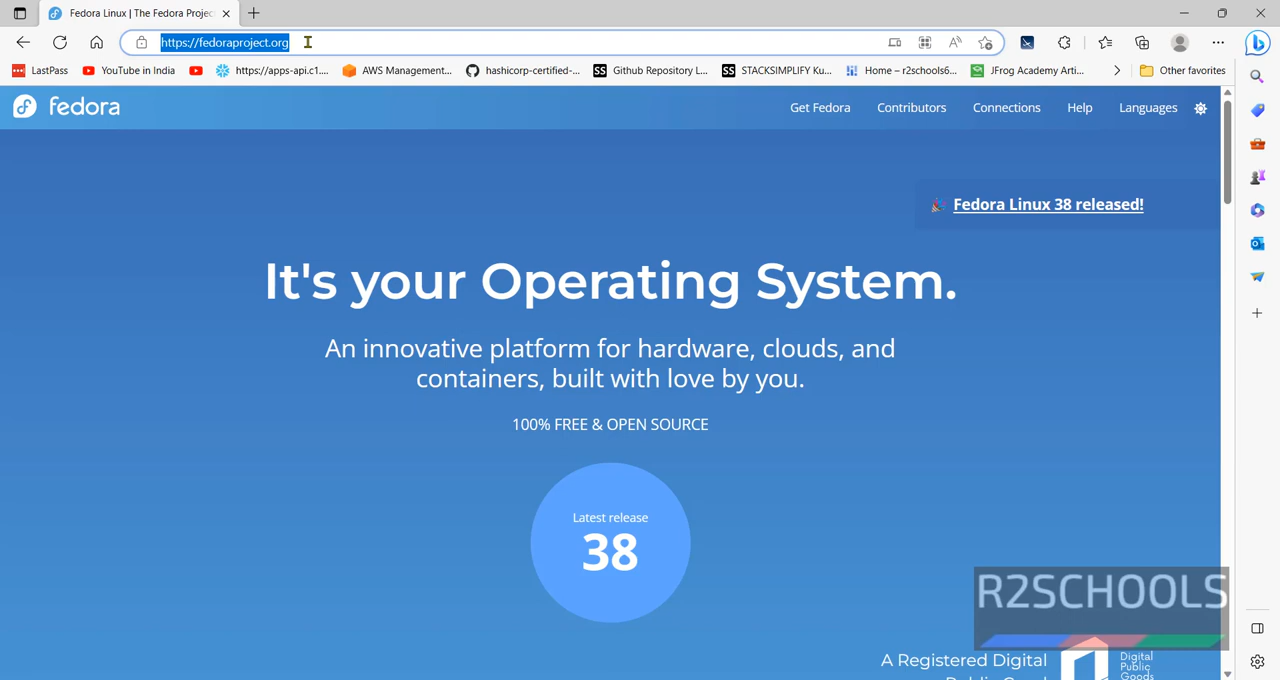 Fedora Linux | The Fedora Projec
https://fedoraproject.org
LastPass
YouTube in India
https://apps-api.c1....
AWS Management...
hashicorp-certified-...
Github Repository L...
STACKSIMPLIFY Ku...
Home – r2schools6...
JFrog Academy Arti...
Other favorites
fedora
Get Fedora
Contributors
Connections
Help
Languages
Fedora Linux 38 released!
It's your Operating System.
An innovative platform for hardware, clouds, and
containers, built with love by you.
100% FREE & OPEN SOURCE
Latest release
38
R2SCHOOLS
A Registered Digital
Public Good
Digital
Public
Goods